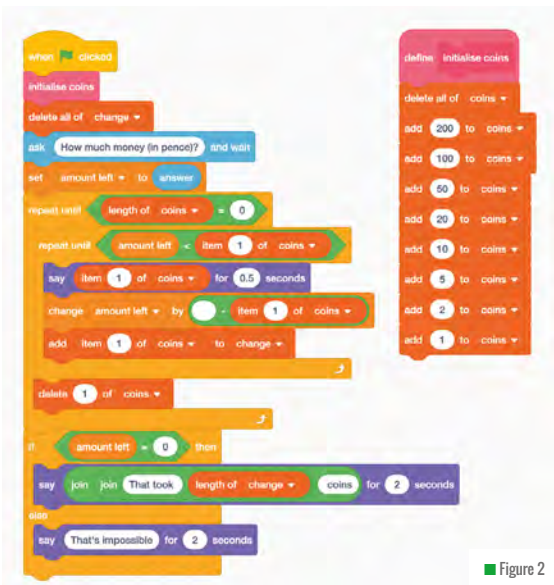 when clicked
initialise coins
delete all of change
ask How much money (in pence)? and wait
set amount left to answer
repeat until length of coins = 0
repeat until amount left < item 1 of coins
say item 1 of coins for 0.5 seconds
change amount left by - item 1 of coins
add item 1 of coins to change
delete 1 of coins
if amount left = 0 then
say join join That took length of change coins for 2 seconds
else
say That's impossible for 2 seconds
define initialise coins
delete all of coins
add 200 to coins
add 100 to coins
add 50 to coins
add 20 to coins
add 10 to coins
add 5 to coins
add 2 to coins
add 1 to coins
Figure 2